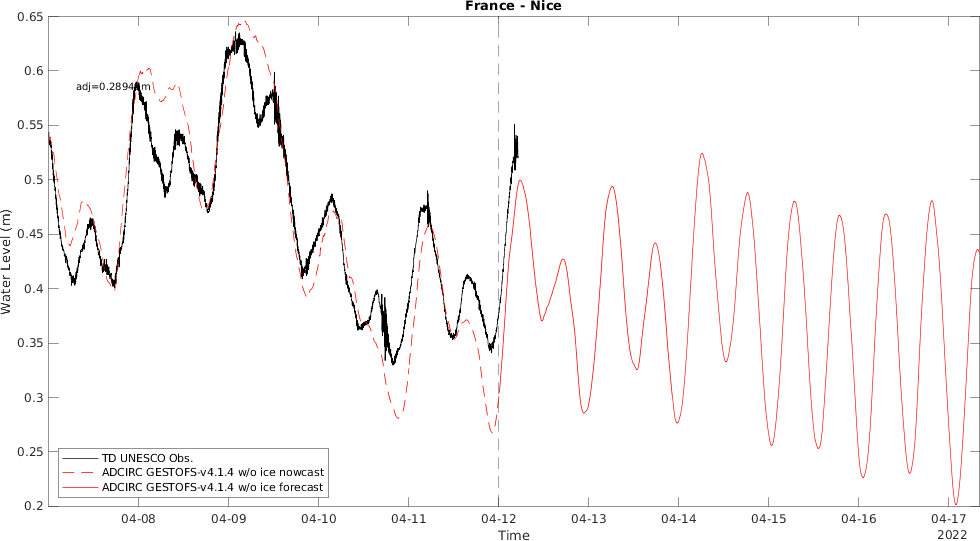 France - Nice
0.65
0.6
0.55
0.5
0.45
0.4
0.35
0.3
0.25
0.2
Water Level (m)
TD UNESCO Obs.
ADCIRC GESTOFS-v4.1.4 w/o ice nowcast
ADCIRC GESTOFS-v4.1.4 w/o ice forecast
04-08 04-09 04-10 04-11 04-12 04-13 04-14 04-15 04-16 04-17
Time
2022